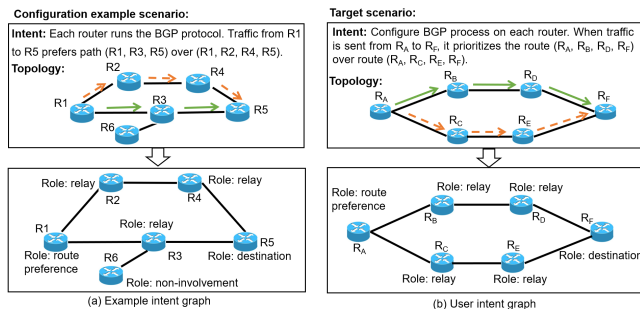 Configuration example scenario:
Intent: Each router runs the BGP protocol. Traffic from R1
to R5 prefers path (R1, R3, R5) over (R1, R2, R4, R5).
Topology:
R2
R4
R1
R3
R5
R6
Role: relay
Role: relay
R2
R4
R1
Role: relay
R5
Role: route
preference
R6
R3
Role: destination
Role: non-involvement
(a) Example intent graph
Target scenario:
Intent: Configure BGP process on each router. When traffic
is sent from RA to RF, it prioritizes the route (RA, RB, RD, RF)
over route (RA, RC, RE, RF).
Topology:
RB
RD
RA
RF
RC
RE
Role: route
preference
Role: relay
Role: relay
RB
RD
RF
RA
RC
RE
Role: destination
Role: relay
Role: relay
(b) User intent graph